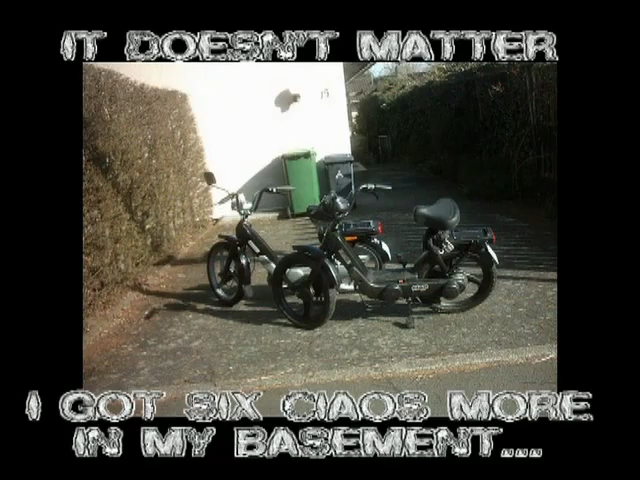 IT DOESN'T MATTER
I GOT SIX CIAOS MORE
IN MY BASEMENT...